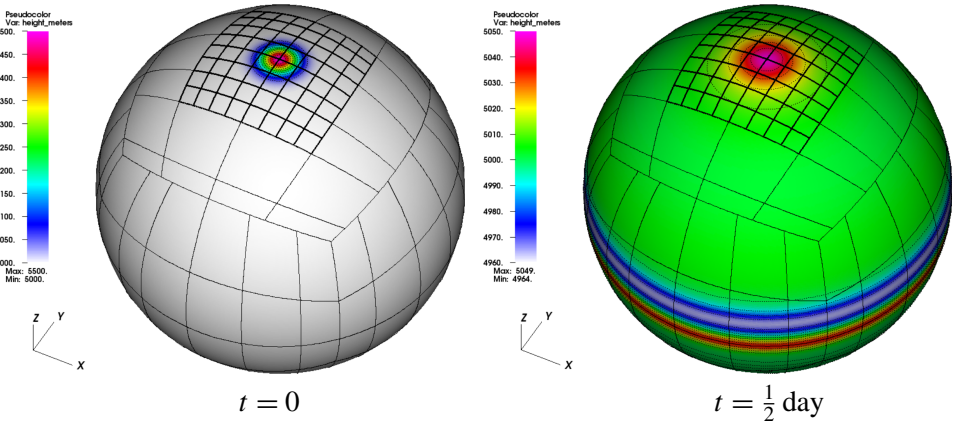 Pseudocolor
Var: height_meters
500.
450.
400.
350.
300.
250.
200.
150.
100.
050.
000.
Max: 5500.
Min: 5000.
Z
Y
X
t = 0
Pseudocolor
Var: height_meters
5050.
5040.
5030.
5020.
5010.
5000.
4990.
4980.
4970.
4960.
Max: 5049.
Min: 4964.
Z
Y
X
t = 1/2 day